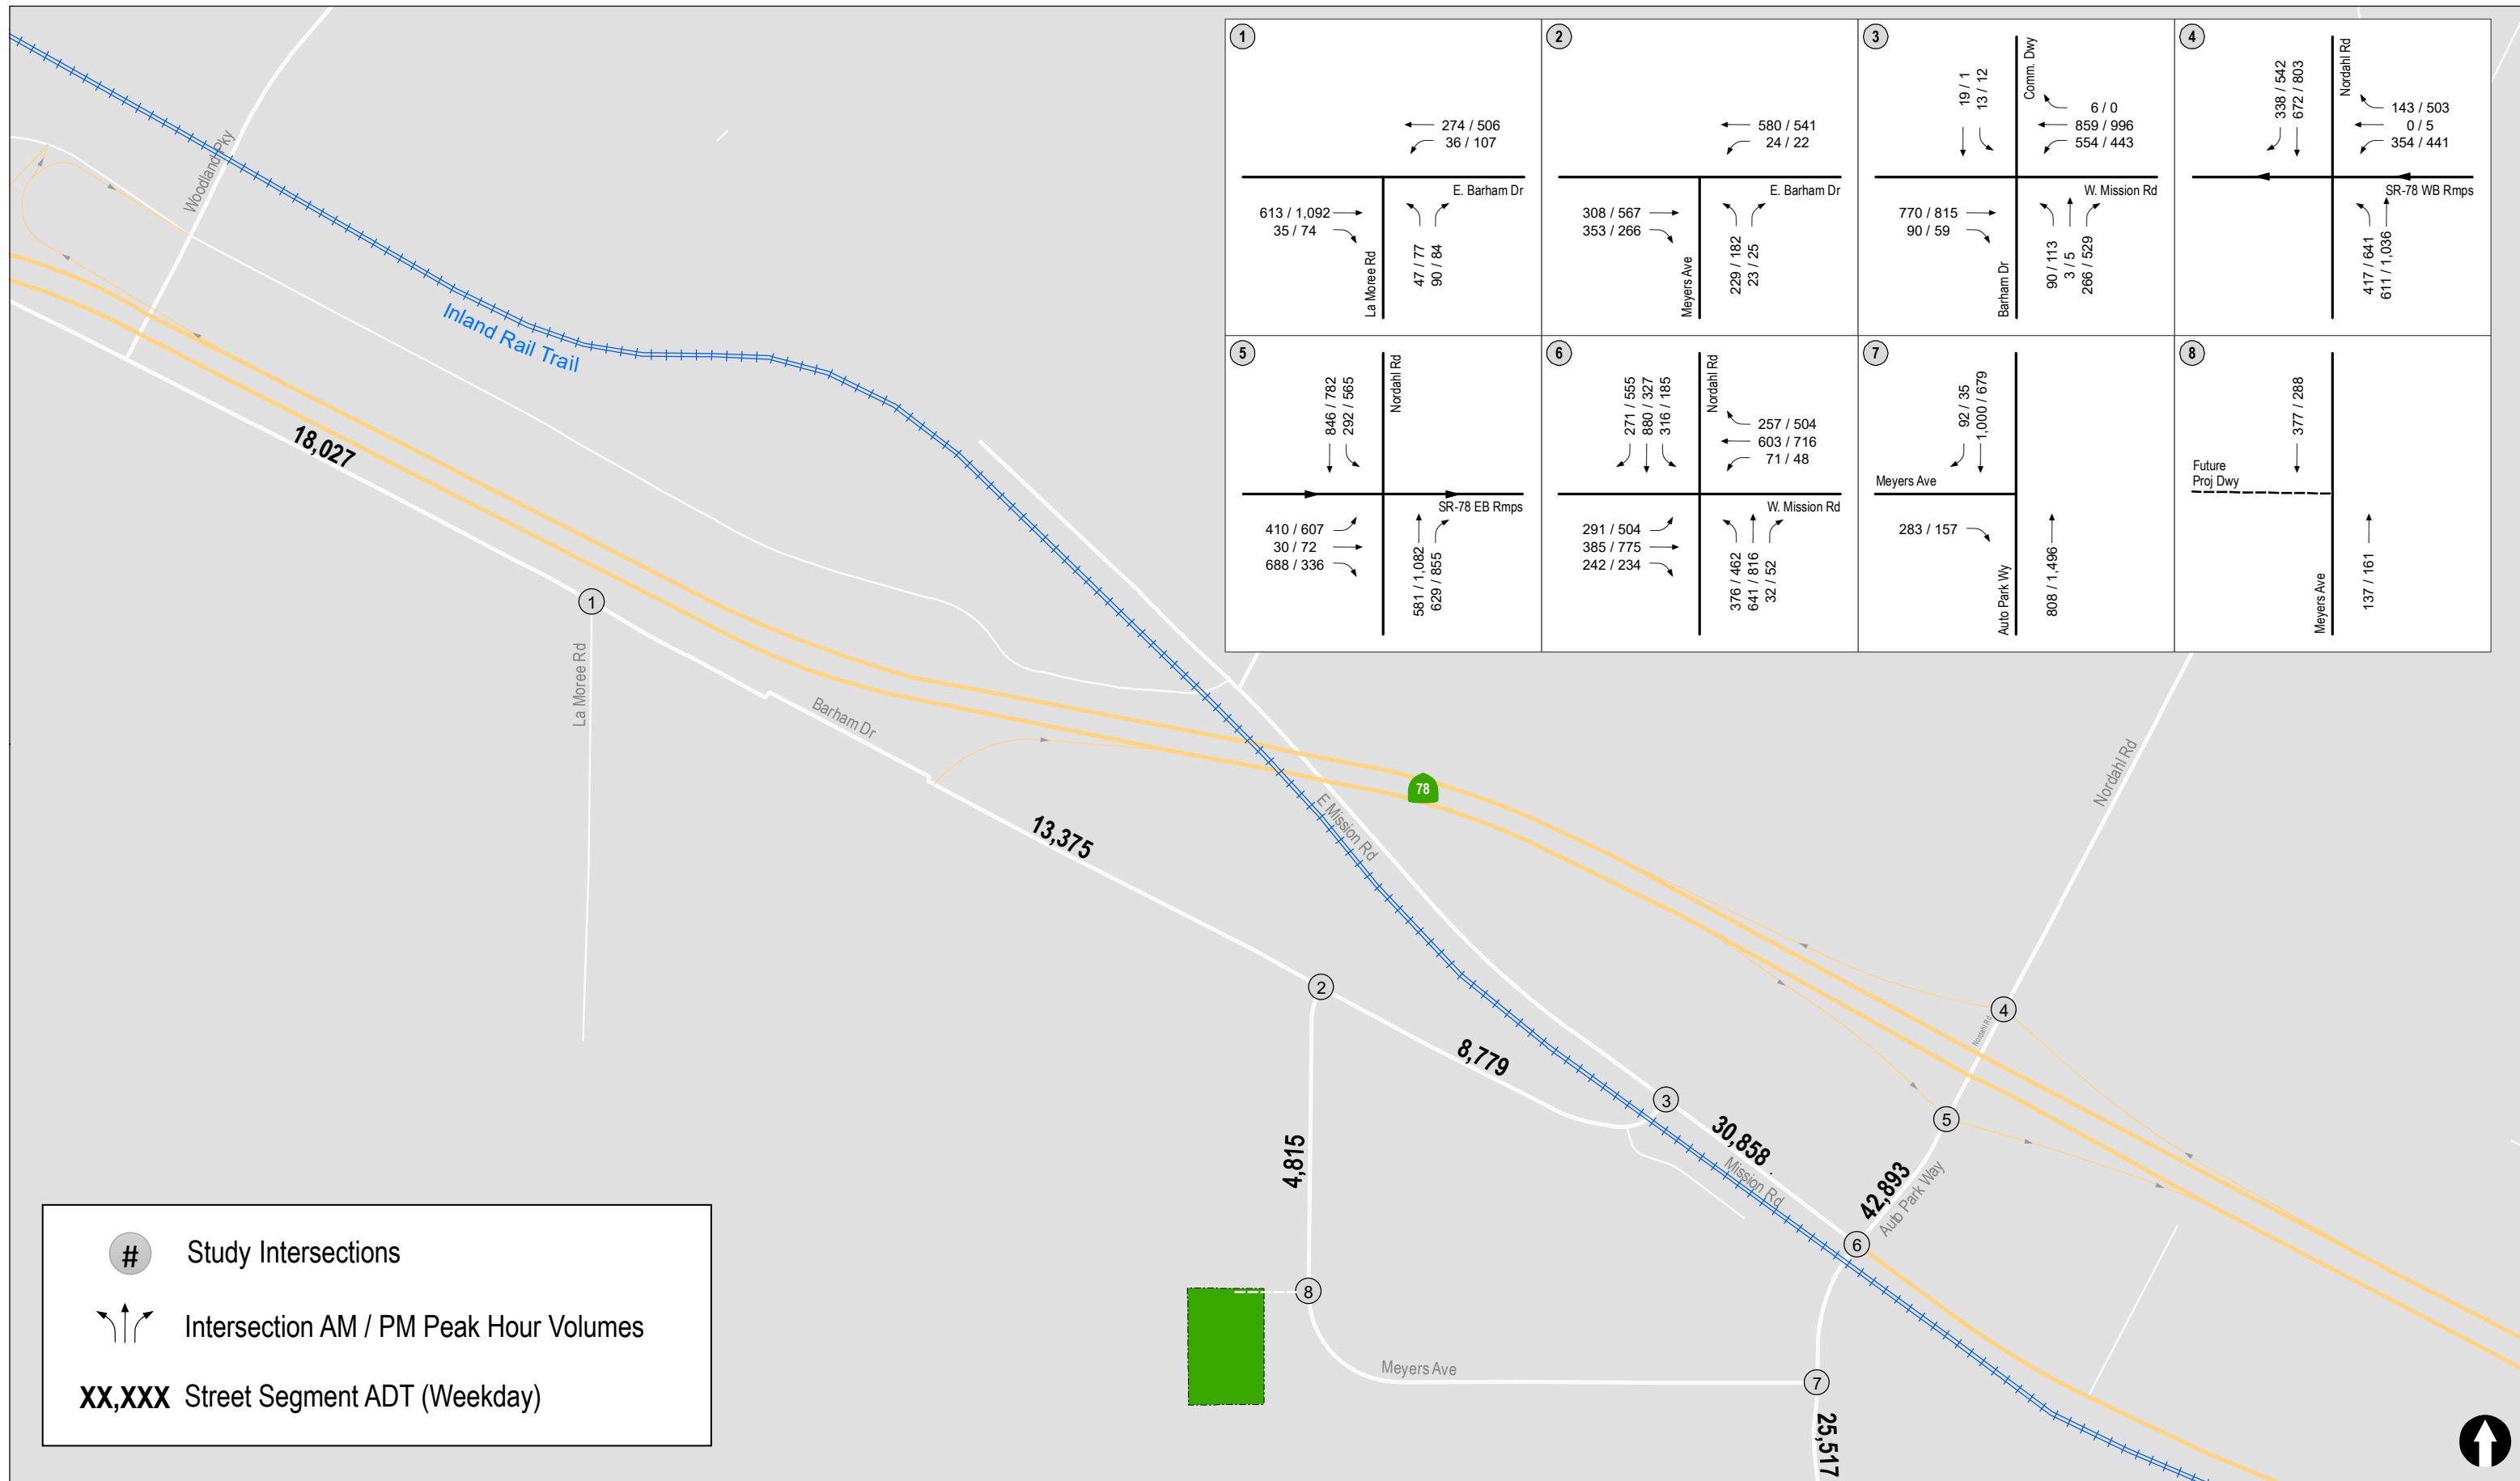 1
274 / 506
36 / 107
E. Barham Dr
613 / 1,092
35 / 74
La Moree Rd
47 / 77
90 / 84
2
580 / 541
24 / 22
E. Barham Dr
308 / 567
353 / 266
Meyers Ave
229 / 182
23 / 25
3
19 / 1
13 / 12
Comm. Dwy
6 / 0
859 / 996
554 / 443
W. Mission Rd
770 / 815
90 / 59
Barham Dr
90 / 113
3 / 5
266 / 529
4
338 / 542
672 / 803
Nordahl Rd
143 / 503
0 / 5
354 / 441
SR-78 WB Rmps
417 / 641
611 / 1,036
5
846 / 782
292 / 565
Nordahl Rd
SR-78 EB Rmps
410 / 607
30 / 72
688 / 336
581 / 1,082
629 / 855
6
271 / 555
880 / 327
316 / 185
Nordahl Rd
257 / 504
603 / 716
71 / 48
W. Mission Rd
291 / 504
385 / 775
242 / 234
376 / 462
641 / 816
32 / 52
7
92 / 35
1,000 / 679
Meyers Ave
283 / 157
Auto Park Wy
808 / 1,496
8
377 / 288
Future
Proj Dwy
Meyers Ave
137 / 161
Woodland Pky
Inland Rail Trail
18,027
1
La Moree Rd
Barham Dr
78
E Mission Rd
Nordahl Rd
13,375
2
4
Nordahl Rd
8,779
3
5
30,858
Mission Rd
4,815
42,893
Auto Park Way
6
8
Meyers Ave
7
25,517
#
Study Intersections
Intersection AM / PM Peak Hour Volumes
XX,XXX Street Segment ADT (Weekday)